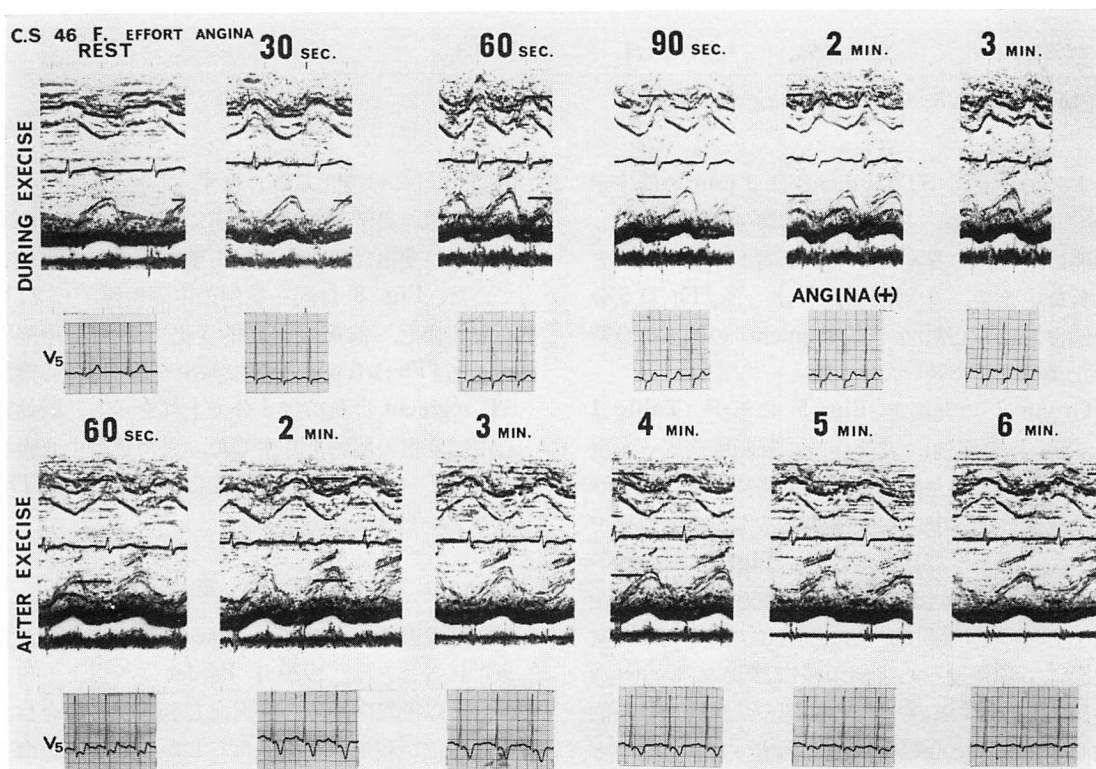 C.S 46 F. EFFORT ANGINA
REST 30 SEC. 60 SEC. 90 SEC. 2 MIN. 3 MIN.
DURING EXECISE
ANGINA (+)
V5
60 SEC. 2 MIN. 3 MIN. 4 MIN. 5 MIN. 6 MIN.
AFTER EXECISE
V5